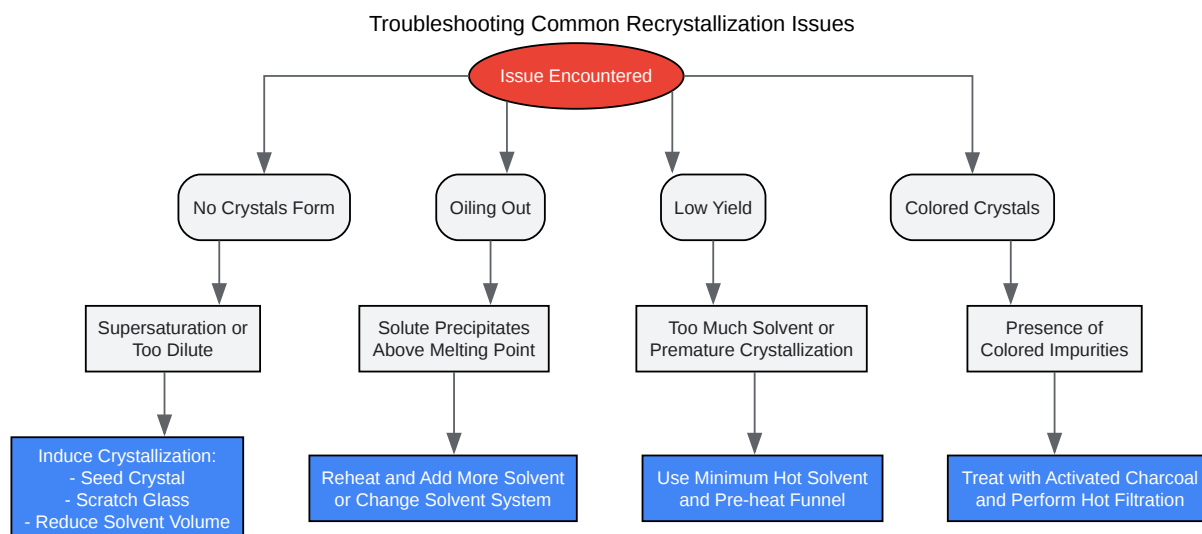 Troubleshooting Common Recrystallization Issues
Issue Encountered
No Crystals Form
Oiling Out
Low Yield
Colored Crystals
Supersaturation or
Too Dilute
Solute Precipitates
Above Melting Point
Too Much Solvent or
Premature Crystallization
Presence of
Colored Impurities
Induce Crystallization:
- Seed Crystal
- Scratch Glass
- Reduce Solvent Volume
Reheat and Add More Solvent
or Change Solvent System
Use Minimum Hot Solvent
and Pre-heat Funnel
Treat with Activated Charcoal
and Perform Hot Filtration